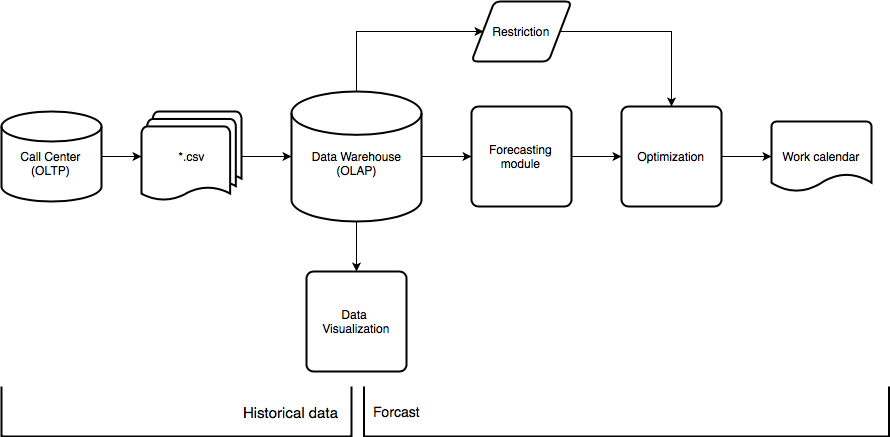 Restriction
Call Center
(OLTP)
*.csv
Data Warehouse
(OLAP)
Forecasting
module
Optimization
Work calendar
Data
Visualization
Historical data
Forcast